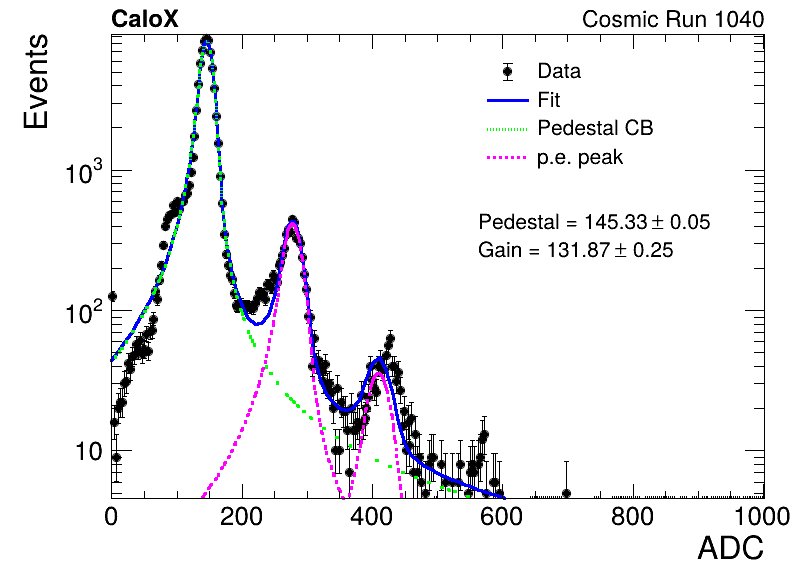 CaloX Cosmic Run 1040
Events
Data
Fit
Pedestal CB
p.e. peak
Pedestal = 145.33 ± 0.05
Gain = 131.87 ± 0.25
10³
10²
10
0 200 400 600 800 1000
ADC